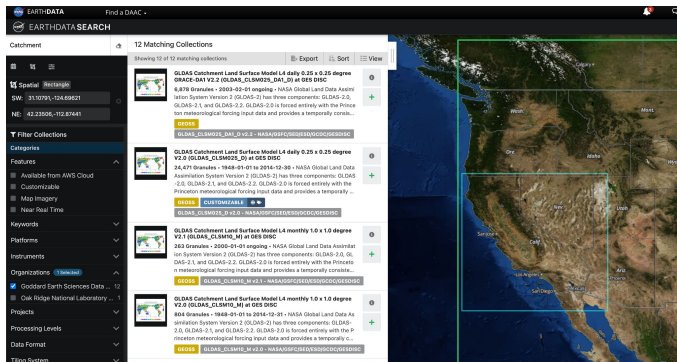 EARTHDATA
Find a DAAC
EARTHDATA SEARCH
Catchment
Spatial Rectangle
SW: 31.10791,-124.69621
NE: 42.23506,-112.87441
Filter Collections
Categories
Features
Available from AWS Cloud
Customizable
Map Imagery
Near Real Time
Keywords
Platforms
Instruments
Organizations 1 Selected
Goddard Earth Sciences Data ... 12
Oak Ridge National Laboratory ... 1
Projects
Processing Levels
Data Format
Tiling System
12 Matching Collections
Showing 12 of 12 matching collections
Export Sort View
GLDAS Catchment Land Surface Model L4 daily 0.25 x 0.25 degree
GRACE-DA1 V2.2 (GLDAS_CLSM025_DA1_D) at GES DISC
6,878 Granules • 2003-02-01 ongoing • NASA Global Land Data Assimi
lation System Version 2 (GLDAS-2) has three components: GLDAS-2.0,
GLDAS-2.1, and GLDAS-2.2. GLDAS-2.0 is forced entirely with the Prince
ton meteorological forcing input data and provides a temporally consis...
GEOSS
GLDAS_CLSM025_DA1_D v2.2 - NASA/GSFC/SED/ESD/GCDC/GESDISC
GLDAS Catchment Land Surface Model L4 daily 0.25 x 0.25 degree
V2.0 (GLDAS_CLSM025_D) at GES DISC
24,471 Granules • 1948-01-01 to 2014-12-30 • NASA Global Land Data
Assimilation System Version 2 (GLDAS-2) has three components: GLDAS
-2.0, GLDAS-2.1, and GLDAS-2.2. GLDAS-2.0 is forced entirely with the
Princeton meteorological forcing input data and provides a temporally ...
GEOSS CUSTOMIZABLE
GLDAS_CLSM025_D v2.0 - NASA/GSFC/SED/ESD/GCDC/GESDISC
GLDAS Catchment Land Surface Model L4 monthly 1.0 x 1.0 degree
V2.1 (GLDAS_CLSM10_M) at GES DISC
263 Granules • 2000-01-01 ongoing • NASA Global Land Data Assimilat
ion System Version 2 (GLDAS-2) has three components: GLDAS-2.0, GL
DAS-2.1, and GLDAS-2.2. GLDAS-2.0 is forced entirely with the Princeto
n meteorological forcing input data and provides a temporally consiste...
GEOSS GLDAS_CLSM10_M v2.1 - NASA/GSFC/SED/ESD/GCDC/GESDISC
GLDAS Catchment Land Surface Model L4 monthly 1.0 x 1.0 degree
V2.0 (GLDAS_CLSM10_M) at GES DISC
804 Granules • 1948-01-01 to 2014-12-31 • NASA Global Land Data As
similation System Version 2 (GLDAS-2) has three components: GLDAS-
2.0, GLDAS-2.1, and GLDAS-2.2. GLDAS-2.0 is forced entirely with the P
rinceton meteorological forcing input data and provides a temporally c...
GEOSS GLDAS_CLSM10_M v2.0 - NASA/GSFC/SED/ESD/GCDC/GESDISC
Calgary
Wash.
Mont.
Ore.
Idaho
Nev.
Utah
Calif.
Los Angeles
San Diego
Mexicali
Ariz.